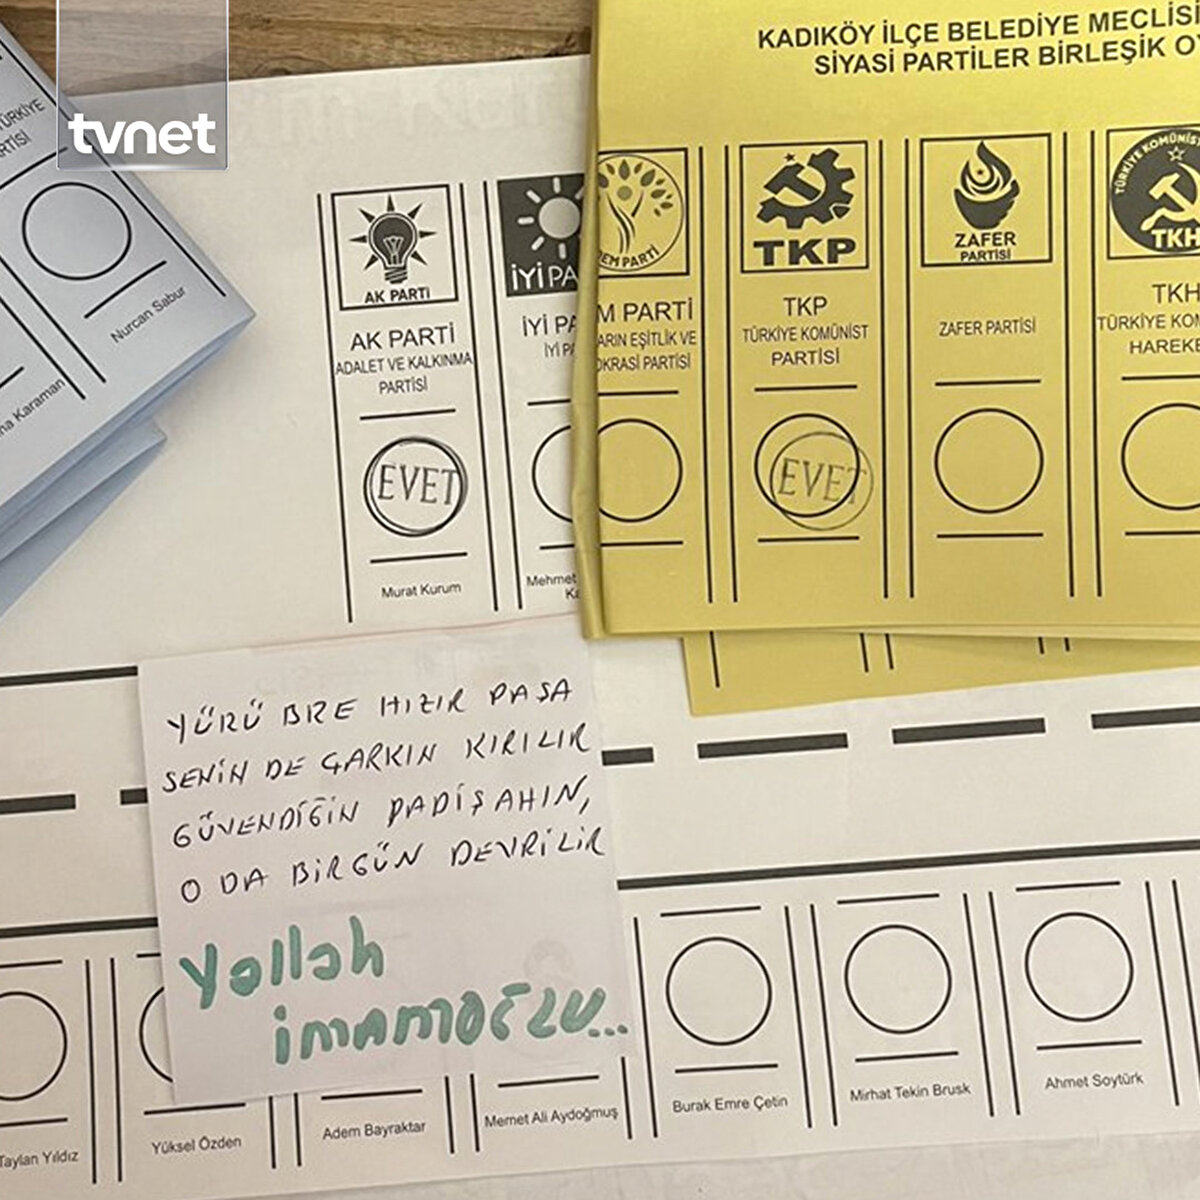 tvnet
KADIKÖY İLÇE BELEDİYE MECLİSİ
SİYASİ PARTİLER BİRLEŞİK OY
TÜRKİYE
PARTİSİ
Nurcan Sabur
Karaman
AK PARTİ
AK PARTİ
ADALET VE KALKINMA
PARTİSİ
EVET
Murat Kurum
İYİ PA
İYİ PA
İYİ PA
Mehmet
Ka
EM PARTİ
M PARTİ
ARIN EŞİTLİK VE
OKRASİ PARTİSİ
TKP
TKP
TÜRKİYE KOMÜNİST
PARTİSİ
EVET
ZAFER
PARTİSİ
ZAFER PARTİSİ
TÜRKİYE KOMÜNİS
TKH
TKH
TÜRKİYE KOM
HAREKE
YÜRÜ BRE HIZIR PAŞA
SENİN DE ÇARKIN KIRILIR
GÜVENDİĞİN PADİŞAHIN,
O DA BİRGÜN DEVRİLİR
Yallah
İMAMOĞLU...
Taylan Yıldız
Yüksel Özden
Adem Bayraktar
Memet Ali Aydoğmuş
Burak Emre Çetin
Mirhat Tekin Brusk
Ahmet Soytürk